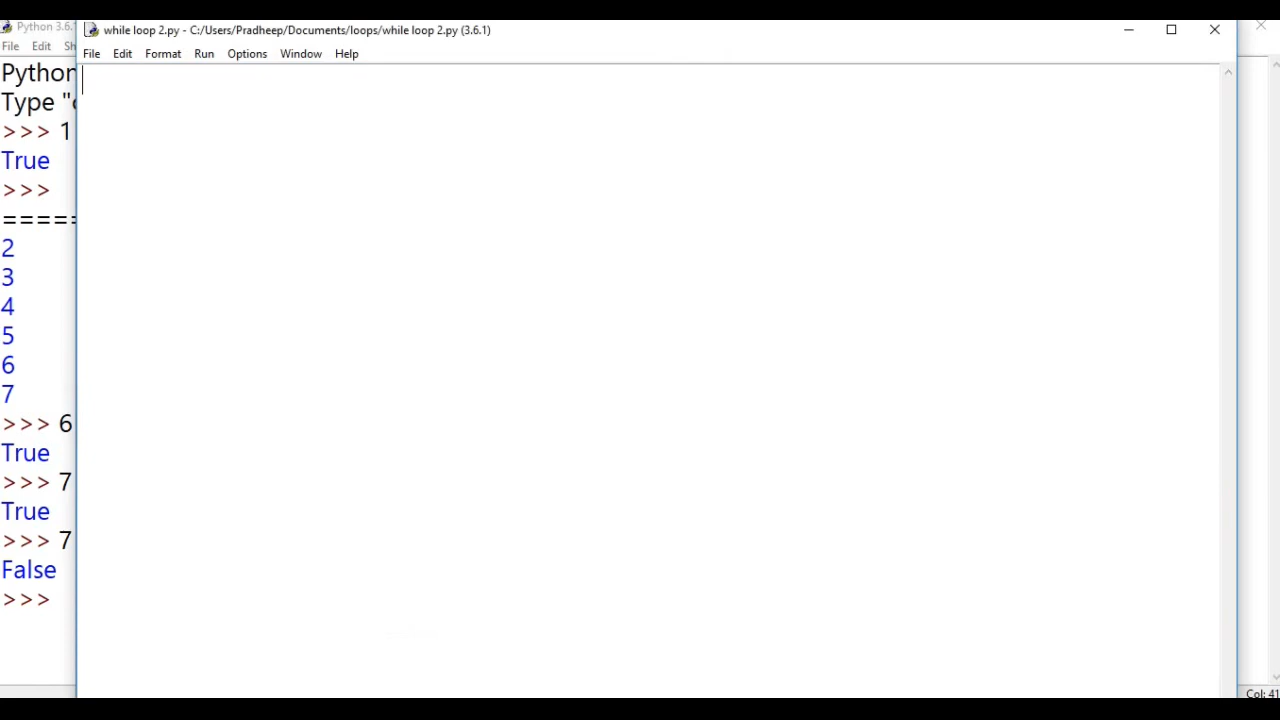 Python 3.6.1
File Edit Sh
while loop 2.py - C:/Users/Pradheep/Documents/loops/while loop 2.py (3.6.1)
File Edit Format Run Options Window Help
Python
Type "c
>>> 1
True
>>>
=====
2
3
4
5
6
7
>>> 6
True
>>> 7
True
>>> 7
False
>>>
Col: 41